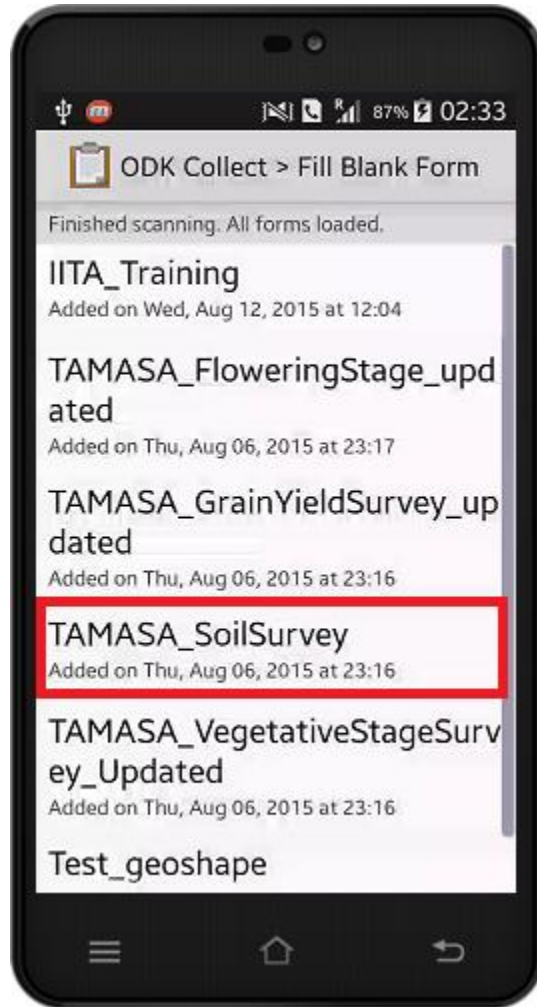 R
87% 02:33
ODK Collect > Fill Blank Form
Finished scanning. All forms loaded.
IITA_Training
Added on Wed, Aug 12, 2015 at 12:04
TAMASA_FloweringStage_upd
ated
Added on Thu, Aug 06, 2015 at 23:17
TAMASA_GrainYieldSurvey_up
dated
Added on Thu, Aug 06, 2015 at 23:16
TAMASA_SoilSurvey
Added on Thu, Aug 06, 2015 at 23:16
TAMASA_VegetativeStageSurv
ey_Updated
Added on Thu, Aug 06, 2015 at 23:16
Test_geoshape